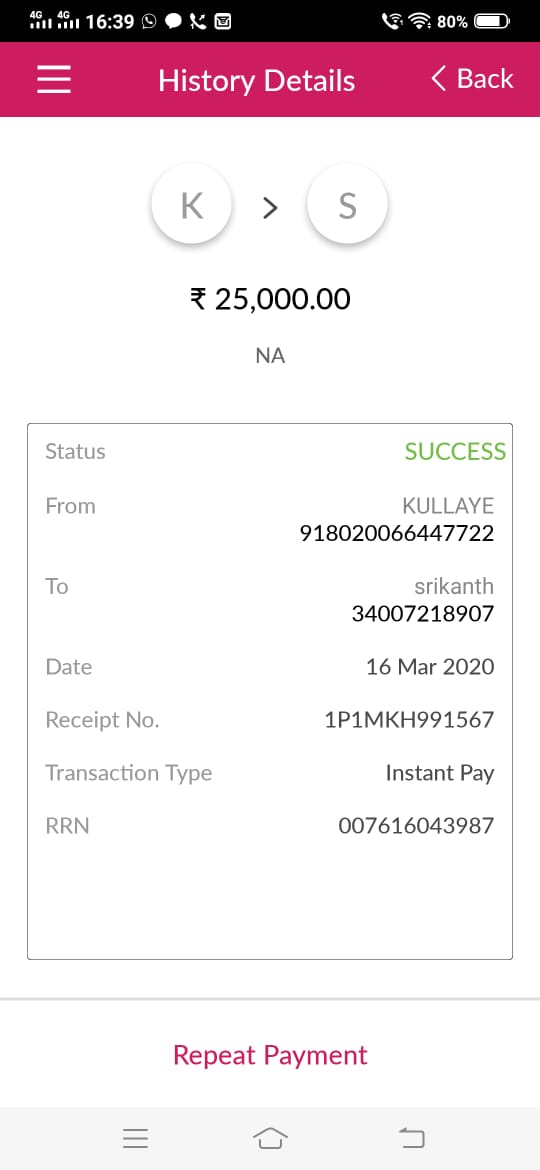 4G 4G 16:39 80%
History Details
Back
K > S
₹ 25,000.00
NA
Status SUCCESS
From KULLAYE
918020066447722
To srikanth
34007218907
Date 16 Mar 2020
Receipt No. 1P1MKH991567
Transaction Type Instant Pay
RRN 007616043987
Repeat Payment